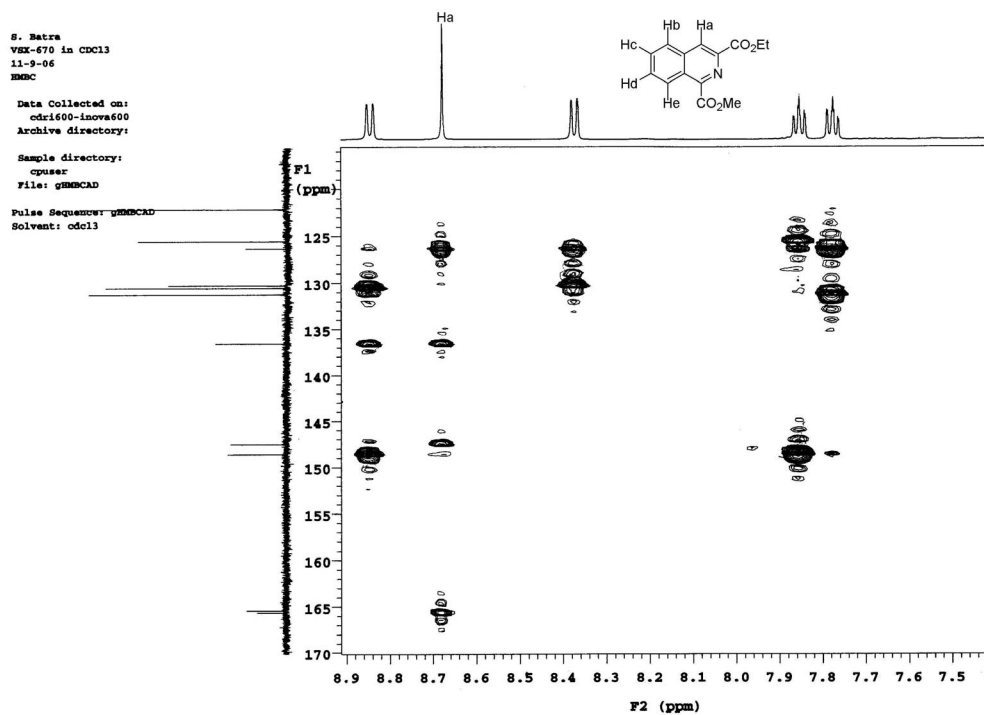 S. Batra
VSX-670 in CDCl3
11-9-06
HMBC
Data Collected on:
cdri600-inova600
Archive directory:
Sample directory:
cpuser
File: gHMBCAD
Pulse Sequence: gHMBCAD
Solvent: cdcl3
Ha
Hb
Ha
Hc
CO2Et
Hd
N
He
CO2Me
F1
(ppm)
125
130
135
140
145
150
155
160
165
170
8.9 8.8 8.7 8.6 8.5 8.4 8.3 8.2 8.1 8.0 7.9 7.8 7.7 7.6 7.5
F2 (ppm)